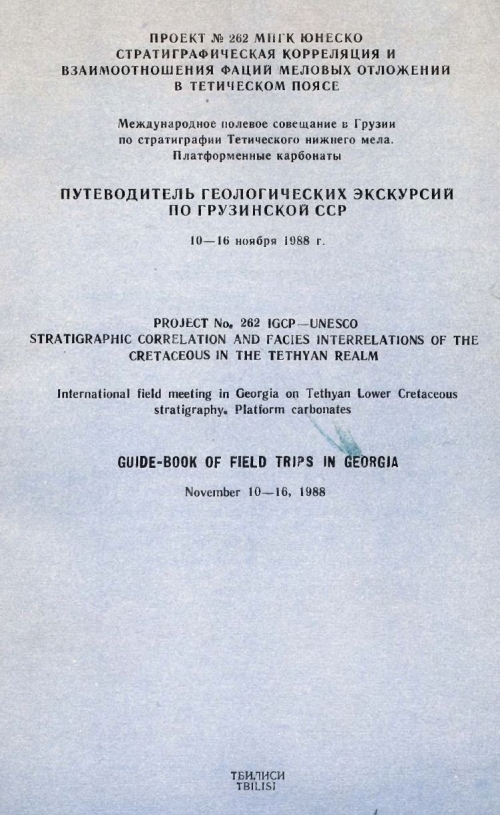 ПРОЕКТ № 262 МПГК ЮНЕСКО
СТРАТИГРАФИЧЕСКАЯ КОРРЕЛЯЦИЯ И
ВЗАИМООТНОШЕНИЯ ФАЦИЙ МЕЛОВЫХ ОТЛОЖЕНИЙ
В ТЕТИЧЕСКОМ ПОЯСЕ
Международное полевое совещание в Грузии
по стратиграфии Тетического нижнего мела.
Платформенные карбонаты
ПУТЕВОДИТЕЛЬ ГЕОЛОГИЧЕСКИХ ЭКСКУРСИЙ
ПО ГРУЗИНСКОЙ ССР
10—16 ноября 1988 г.
PROJECT No. 262 IGCP—UNESCO
STRATIGRAPHIC CORRELATION AND FACIES INTERRELATIONS OF THE
CRETACEOUS IN THE TETHYAN REALM
International field meeting in Georgia on Tethyan Lower Cretaceous
stratigraphy. Platform carbonates
GUIDE-BOOK OF FIELD TRIPS IN GEORGIA
November 10—16, 1988
ТБИЛИСИ
TBILISI